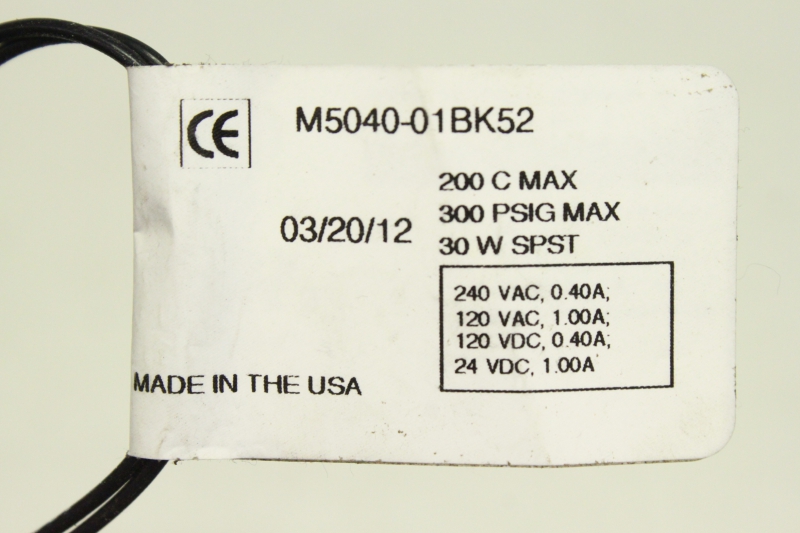 CE
M5040-01BK52
200 C MAX
300 PSIG MAX
03/20/12
30 W SPST
240 VAC, 0.40A;
120 VAC, 1.00A;
120 VDC, 0.40A;
24 VDC, 1.00A
MADE IN THE USA